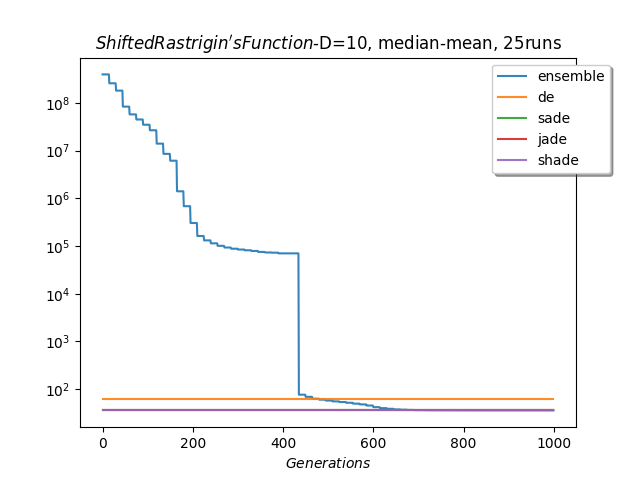 ShiftedRastrigin'sFunction-D=10, median-mean, 25runs
ensemble
de
sade
jade
shade
10^8
10^7
10^6
10^5
10^4
10^3
10^2
0 200 400 600 800 1000
Generations